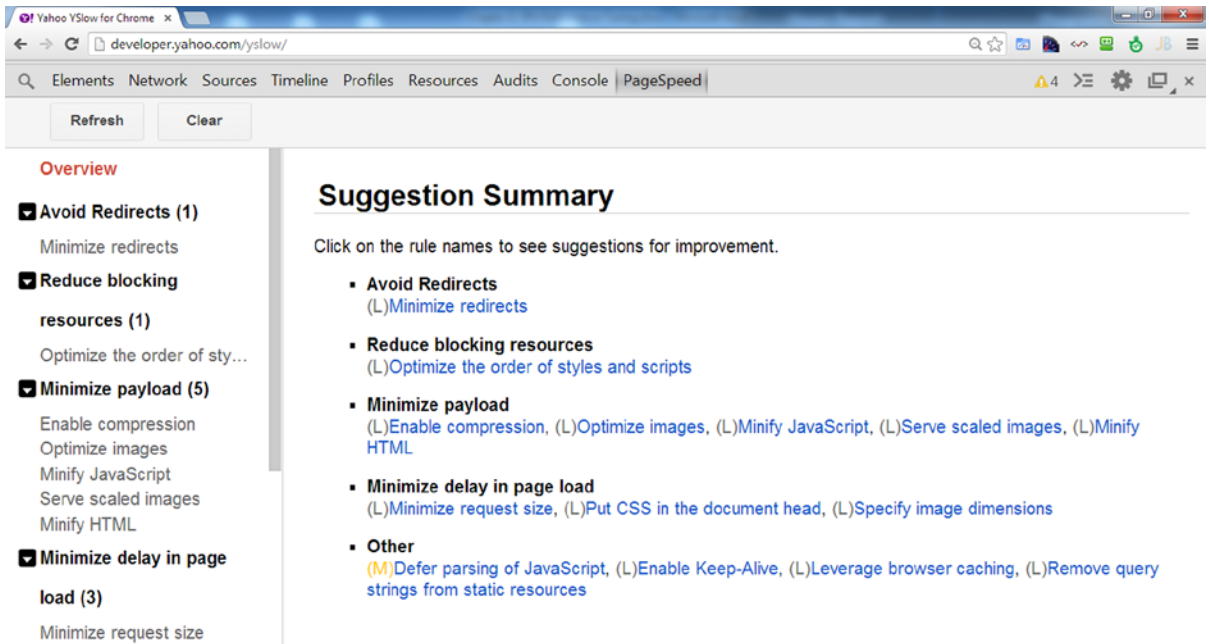 Yahoo YSlow for Chrome
developer.yahoo.com/yslow/
JB
Elements Network Sources Timeline Profiles Resources Audits Console PageSpeed
4
Refresh Clear
Overview
Avoid Redirects (1)
Minimize redirects
Reduce blocking
resources (1)
Optimize the order of sty...
Minimize payload (5)
Enable compression
Optimize images
Minify JavaScript
Serve scaled images
Minify HTML
Minimize delay in page
load (3)
Minimize request size
Suggestion Summary
Click on the rule names to see suggestions for improvement.
Avoid Redirects
(L)Minimize redirects
Reduce blocking resources
(L)Optimize the order of styles and scripts
Minimize payload
(L)Enable compression, (L)Optimize images, (L)Minify JavaScript, (L)Serve scaled images, (L)Minify
HTML
Minimize delay in page load
(L)Minimize request size, (L)Put CSS in the document head, (L)Specify image dimensions
Other
(M)Defer parsing of JavaScript, (L)Enable Keep-Alive, (L)Leverage browser caching, (L)Remove query
strings from static resources